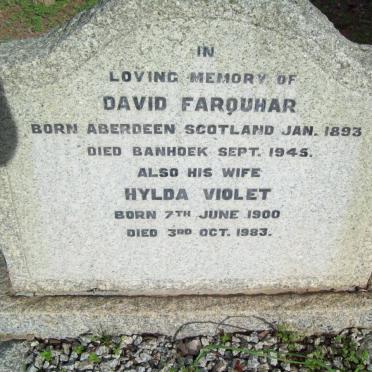 IN
LOVING MEMORY OF
DAVID FARQUHAR
BORN ABERDEEN SCOTLAND JAN. 1893
DIED BANHOEK SEPT. 1945.
ALSO HIS WIFE
HYLDA VIOLET
BORN 7TH JUNE 1900
DIED 3RD OCT. 1983.